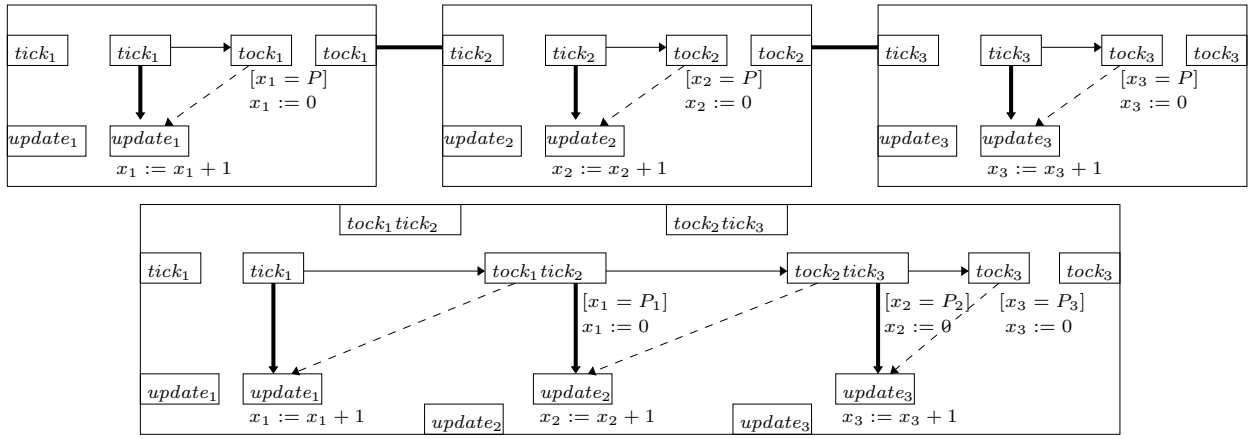 tick₁ tick₁ tock₁ tock₁ tick₂ tick₂ tock₂ tock₂ tick₃ tick₃ tock₃ tock₃
[x₁ = P] [x₂ = P] [x₃ = P]
x₁ := 0 x₂ := 0 x₃ := 0
update₁ update₁ update₂ update₂ update₃ update₃
x₁ := x₁ + 1 x₂ := x₂ + 1 x₃ := x₃ + 1
tock₁tick₂ tock₂tick₃
tick₁ tick₁ tock₁tick₂ tock₂tick₃ tock₃ tock₃
[x₁ = P₁] [x₂ = P₂] [x₃ = P₃]
x₁ := 0 x₂ := 0 x₃ := 0
update₁ update₁ update₂ update₃
x₁ := x₁ + 1 x₂ := x₂ + 1 x₃ := x₃ + 1
update₂ update₃